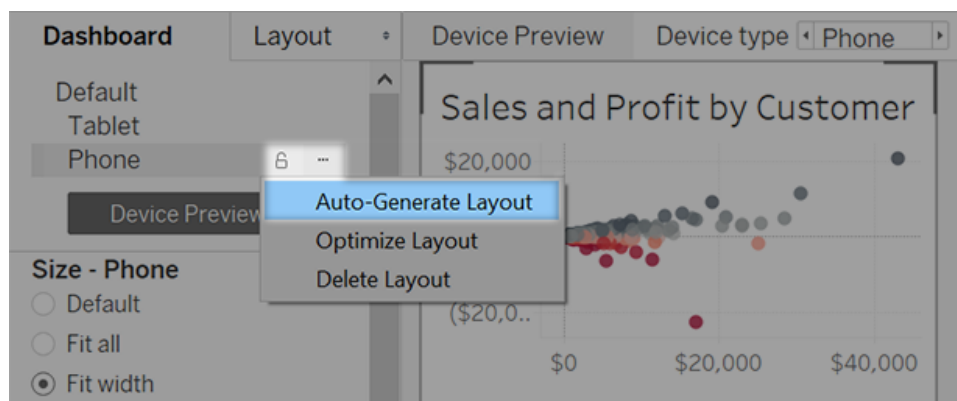 Dashboard
Layout
Device Preview
Device type
Phone
Default
Tablet
Phone
Device Preview
Auto-Generate Layout
Optimize Layout
Delete Layout
Size - Phone
Default
Fit all
Fit width
Sales and Profit by Customer
$20,000
($20,0..
$0
$20,000
$40,000